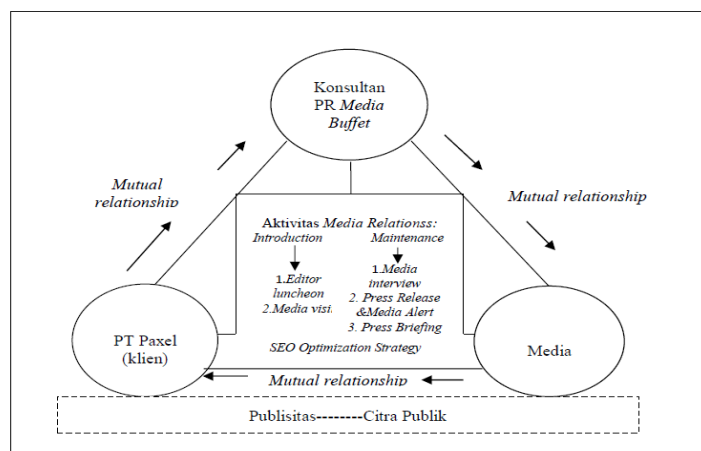 Konsultan
PR Media
Buffet
Mutual
relationship
Mutual relationship
Aktivitas Media Relationss:
Introduction
Maintenance
1.Editor
luncheon
2.Media visi.
1.Media
interview
2. Press Release
&Media Alert
3. Press Briefing
SEO Optimization Strategy
PT Paxel
(klien)
Media
Mutual relationship
Publisitas--------Citra Publik